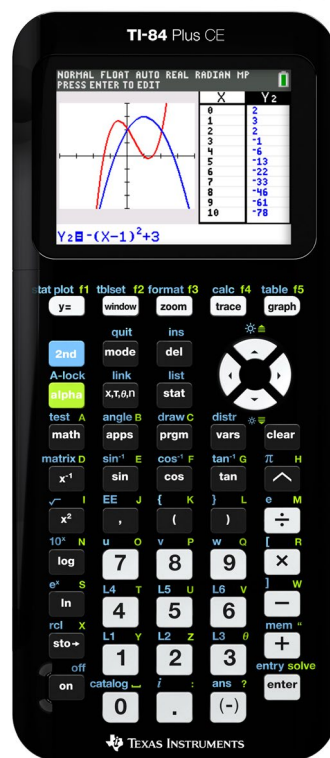 TI-84 Plus CE
NORMAL FLOAT AUTO REAL RADIAN MP
PRESS ENTER TO EDIT
X Y₂
0 2
1 3
2 2
3 -1
4 -6
5 -13
6 -22
7 -33
8 -46
9 -61
10 -78
Y₂=-(X-1)²+3
stat plot f1 tblset f2 format f3 calc f4 table f5
y= window zoom trace graph
quit ins
2nd mode del
A-lock link list
alpha X,T,θ,n stat
test A angle B draw C distr
math apps prgm vars clear
matrix D sin⁻¹ E cos⁻¹ F tan⁻¹ G π H
x⁻¹ sin cos tan ^
√ I EE J { K } L e M
x² , ( ) ÷
10ˣ N u O v P w Q [ R
log 7 8 9 ×
eˣ S L4 T L5 U L6 V ] W
ln 4 5 6 −
rcl X L1 Y L2 Z L3 θ mem "
sto→ 1 2 3 +
off catalog i : ans ? entry solve
on 0 . (-) enter
TEXAS INSTRUMENTS